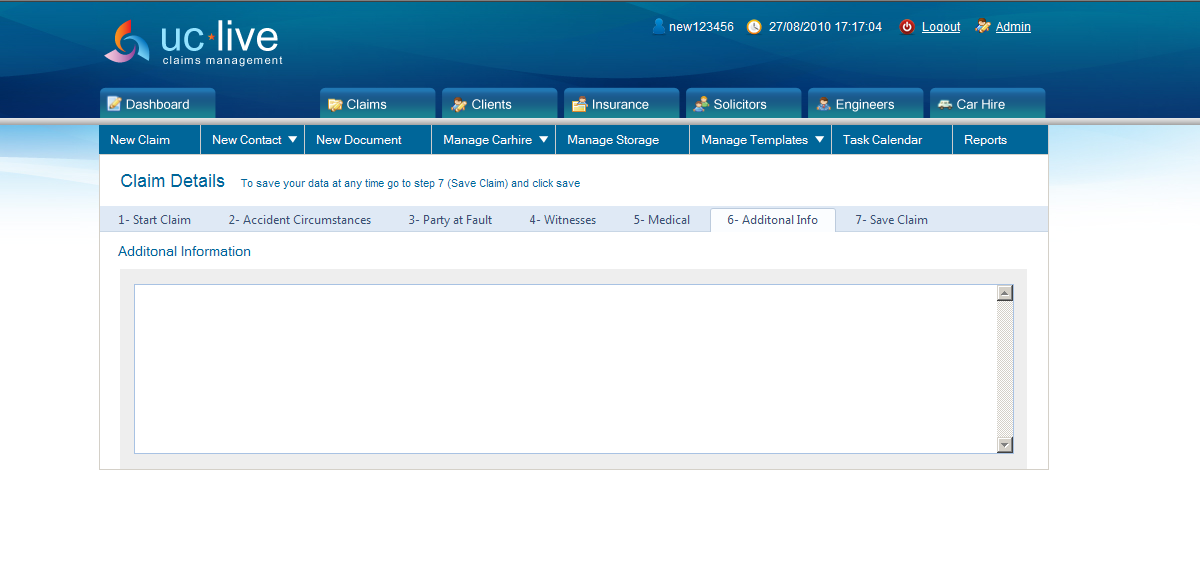 new123456 27/08/2010 17:17:04 Logout Admin
uc live
claims management
Dashboard Claims Clients Insurance Solicitors Engineers Car Hire
New Claim New Contact New Document Manage Carhire Manage Storage Manage Templates Task Calendar Reports
Claim Details To save your data at any time go to step 7 (Save Claim) and click save
1- Start Claim 2- Accident Circumstances 3- Party at Fault 4- Witnesses 5- Medical 6- Additonal Info 7- Save Claim
Additonal Information